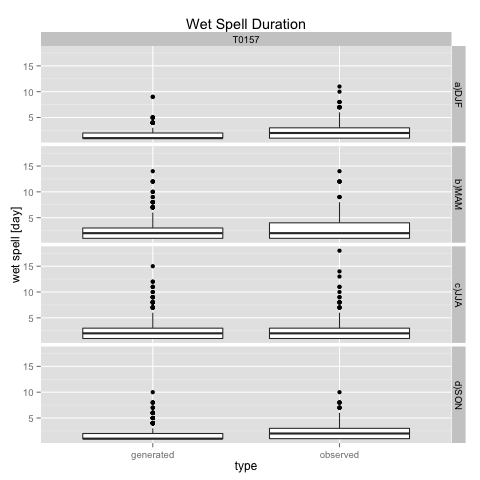 Wet Spell Duration
T0157
wet spell [day]
15
10
5
a)DJF
15
10
5
b)MAM
15
10
5
c)JJA
15
10
5
d)SON
generated observed
type